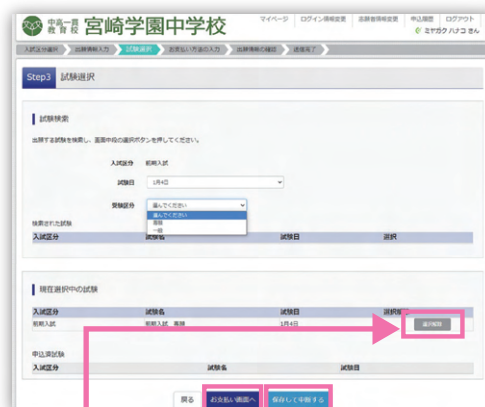 中高一貫教育校 宮崎学園中学校
マイページ ログイン情報変更 志願者情報変更 申込履歴 ログアウト
ミヤガク ハナコ さん
入試区分選択 出願情報入力 試験選択 お支払い方法の入力 出願情報の確認 送信完了
Step3 試験選択
試験検索
出願する試験を検索し、画面中段の選択ボタンを押してください。
入試区分 前期入試
試験日 1月4日
受験区分 選んでください
選んでください
専願
一般
検索された試験
入試区分 試験名 試験日 選択
現在選択中の試験
入試区分 試験名 試験日 選択解除
前期入試 前期入試 専願 1月4日 選択解除
申込済試験
入試区分 試験名 試験日
戻る お支払い画面へ 保存して中断する